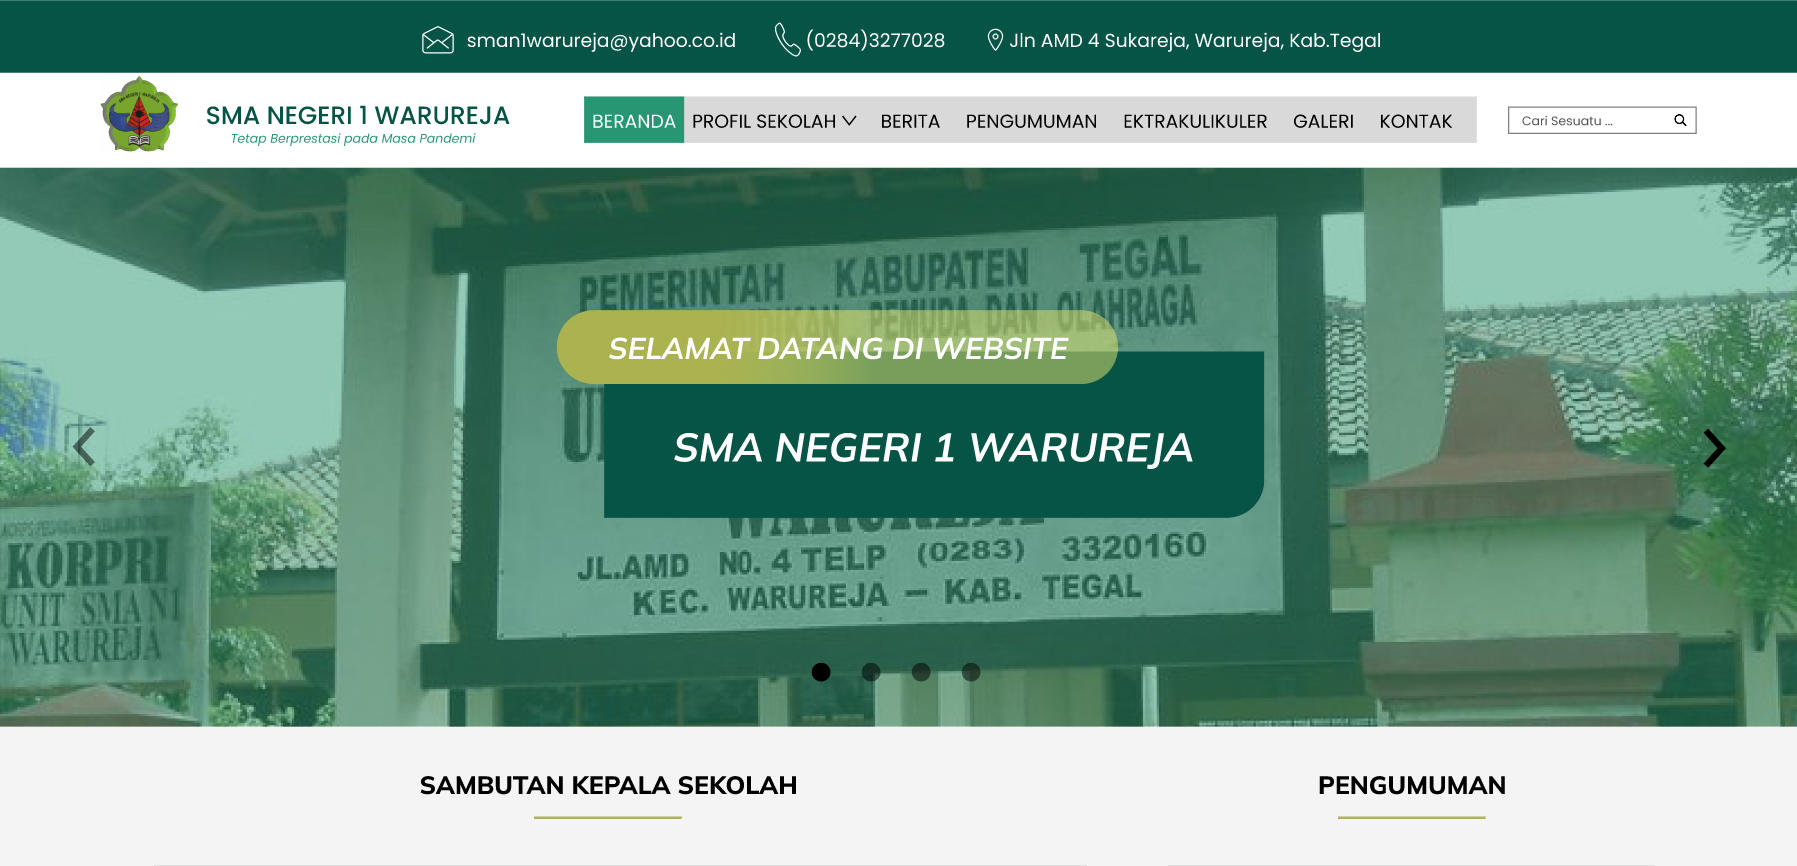 sman1warureja@yahoo.co.id
(0284)3277028
Jln AMD 4 Sukareja, Warureja, Kab.Tegal
SMA NEGERI 1 WARUREJA
Tetap Berprestasi pada Masa Pandemi
BERANDA
PROFIL SEKOLAH
BERITA
PENGUMUMAN
EKTRAKULIKULER
GALERI
KONTAK
Cari Sesuatu ...
PEMERINTAH KABUPATEN TEGAL
PEMUDA DAN OLAHRAGA
SELAMAT DATANG DI WEBSITE
SMA NEGERI 1 WARUREJA
JL.AMD NO. 4 TELP (0283) 3320160
KEC. WARUREJA – KAB. TEGAL
KORPRI
UNIT SMA N1
WARUREJA
SAMBUTAN KEPALA SEKOLAH
PENGUMUMAN